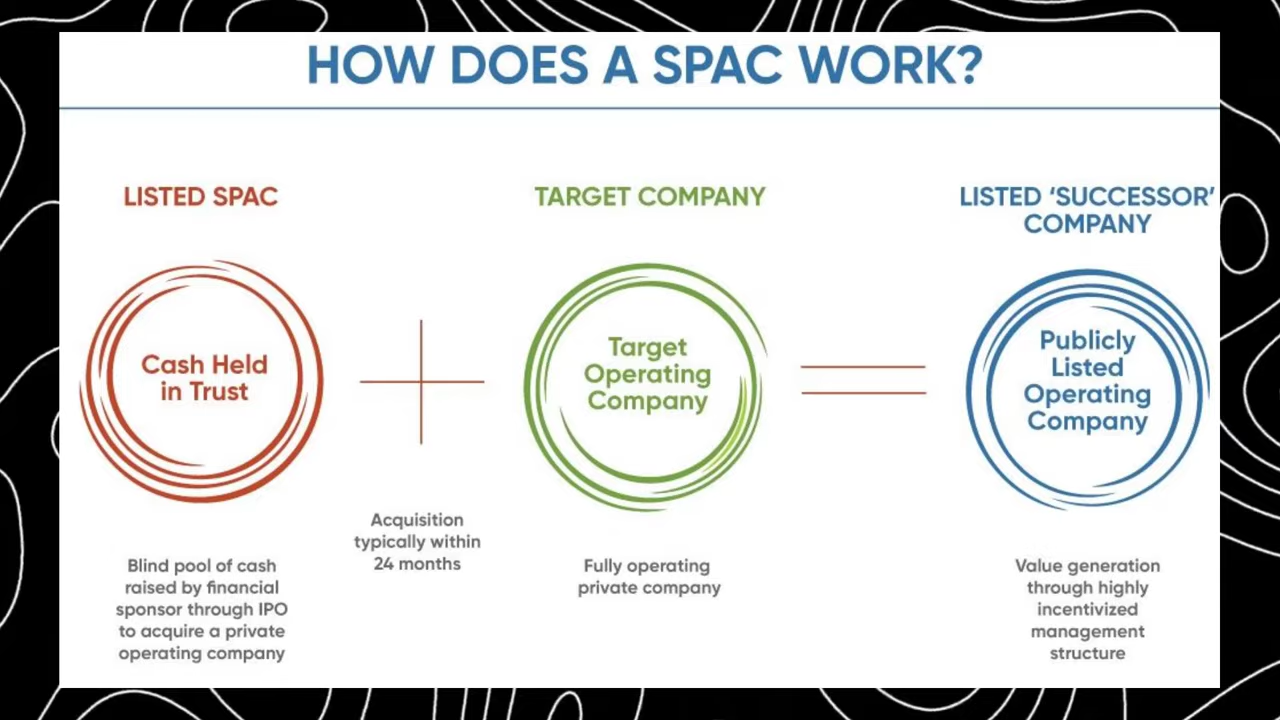 HOW DOES A SPAC WORK?
LISTED SPAC
Cash Held
in Trust
Blind pool of cash
raised by financial
sponsor through IPO
to acquire a private
operating company
Acquisition
typically within
24 months
TARGET COMPANY
Target
Operating
Company
Fully operating
private company
LISTED ‘SUCCESSOR’
COMPANY
Publicly
Listed
Operating
Company
Value generation
through highly
incentivized
management
structure